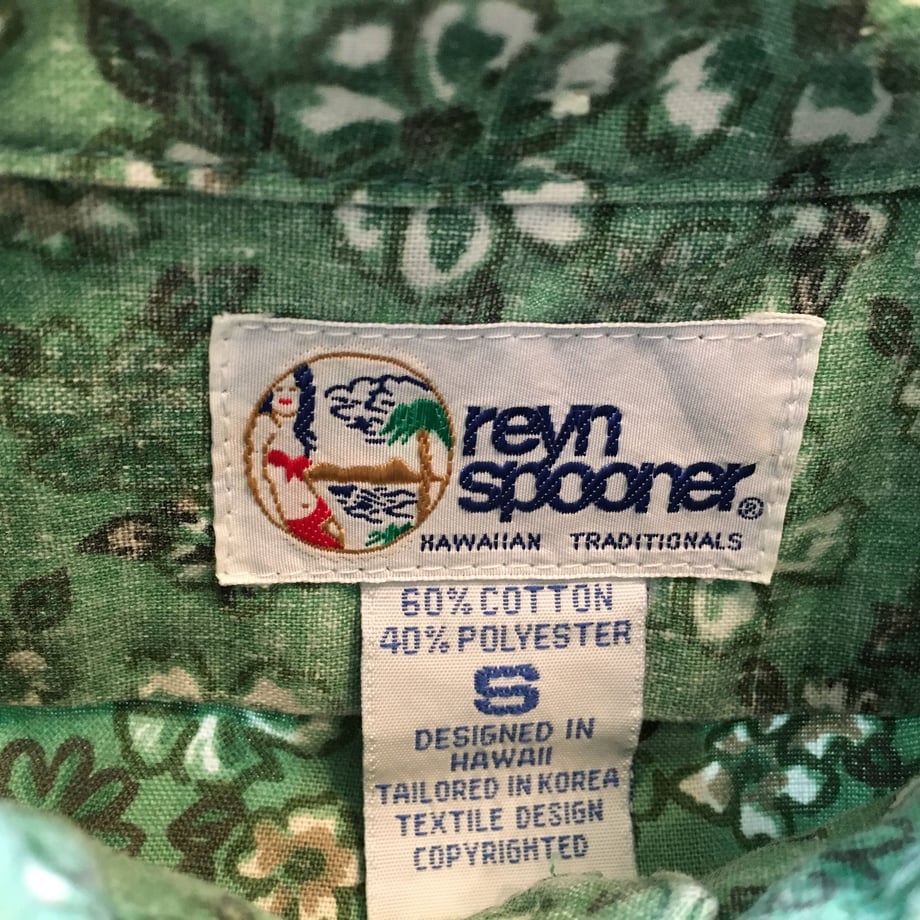 reyn
spooner®
HAWAIIAN TRADITIONALS
60% COTTON
40% POLYESTER
S
DESIGNED IN
HAWAII
TAILORED IN KOREA
TEXTILE DESIGN
COPYRIGHTED